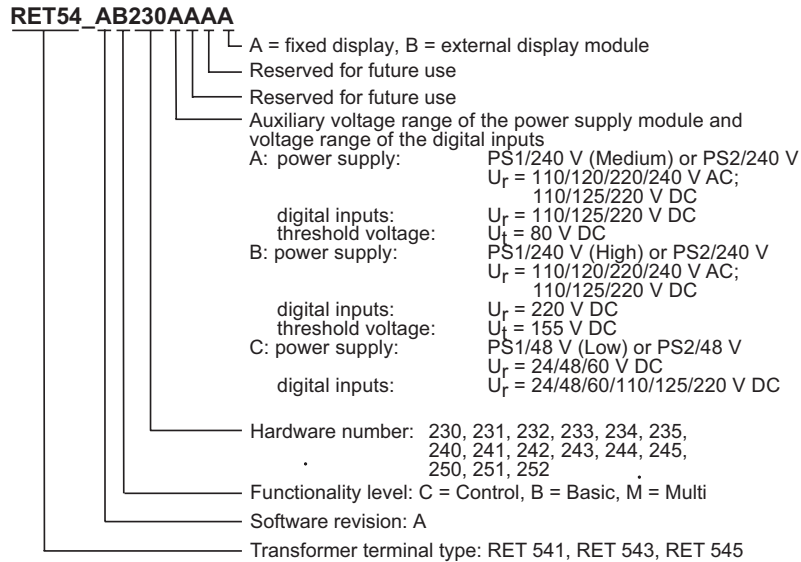 RET54_AB230AAAA
A = fixed display, B = external display module
Reserved for future use
Reserved for future use
Auxiliary voltage range of the power supply module and
voltage range of the digital inputs
A: power supply: PS1/240 V (Medium) or PS2/240 V
Ur = 110/120/220/240 V AC;
110/125/220 V DC
digital inputs: Ur = 110/125/220 V DC
threshold voltage: Ut = 80 V DC
B: power supply: PS1/240 V (High) or PS2/240 V
Ur = 110/120/220/240 V AC;
110/125/220 V DC
digital inputs: Ur = 220 V DC
threshold voltage: Ut = 155 V DC
C: power supply: PS1/48 V (Low) or PS2/48 V
Ur = 24/48/60 V DC
digital inputs: Ur = 24/48/60/110/125/220 V DC
Hardware number: 230, 231, 232, 233, 234, 235,
240, 241, 242, 243, 244, 245,
250, 251, 252
Functionality level: C = Control, B = Basic, M = Multi
Software revision: A
Transformer terminal type: RET 541, RET 543, RET 545